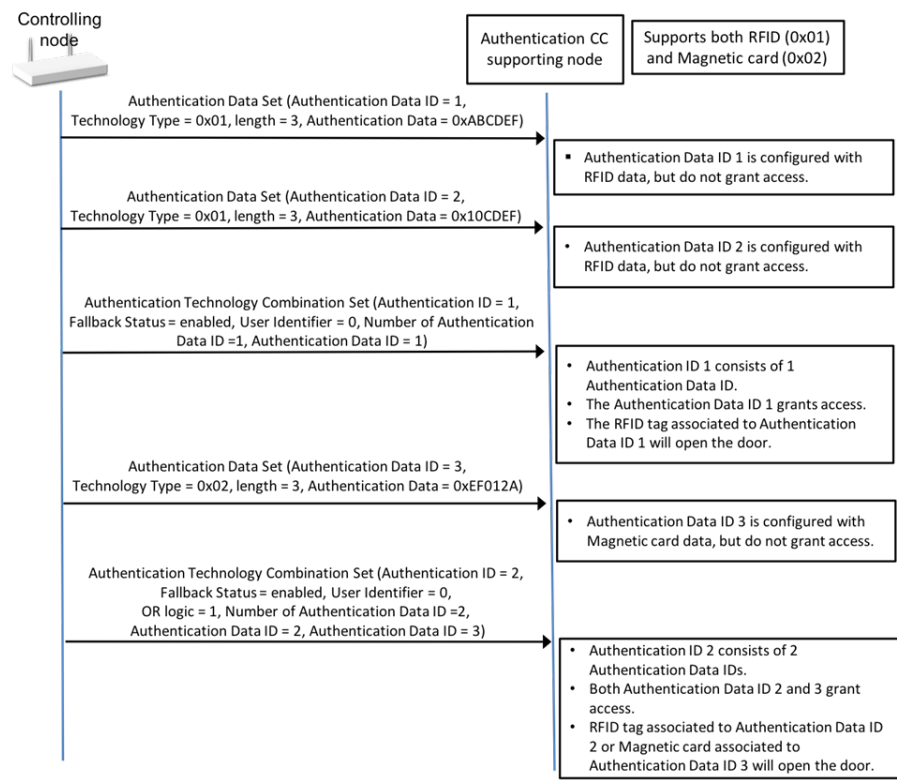 Controlling
node
Authentication CC
supporting node
Supports both RFID (0x01)
and Magnetic card (0x02)
Authentication Data Set (Authentication Data ID = 1,
Technology Type = 0x01, length = 3, Authentication Data = 0xABCDEF)
▪ Authentication Data ID 1 is configured with
RFID data, but do not grant access.
Authentication Data Set (Authentication Data ID = 2,
Technology Type = 0x01, length = 3, Authentication Data = 0x10CDEF)
• Authentication Data ID 2 is configured with
RFID data, but do not grant access.
Authentication Technology Combination Set (Authentication ID = 1,
Fallback Status = enabled, User Identifier = 0, Number of Authentication
Data ID =1, Authentication Data ID = 1)
• Authentication ID 1 consists of 1
Authentication Data ID.
• The Authentication Data ID 1 grants access.
• The RFID tag associated to Authentication
Data ID 1 will open the door.
Authentication Data Set (Authentication Data ID = 3,
Technology Type = 0x02, length = 3, Authentication Data = 0xEF012A)
• Authentication Data ID 3 is configured with
Magnetic card data, but do not grant access.
Authentication Technology Combination Set (Authentication ID = 2,
Fallback Status = enabled, User Identifier = 0,
OR logic = 1, Number of Authentication Data ID =2,
Authentication Data ID = 2, Authentication Data ID = 3)
• Authentication ID 2 consists of 2
Authentication Data IDs.
• Both Authentication Data ID 2 and 3 grant
access.
• RFID tag associated to Authentication Data ID
2 or Magnetic card associated to
Authentication Data ID 3 will open the door.